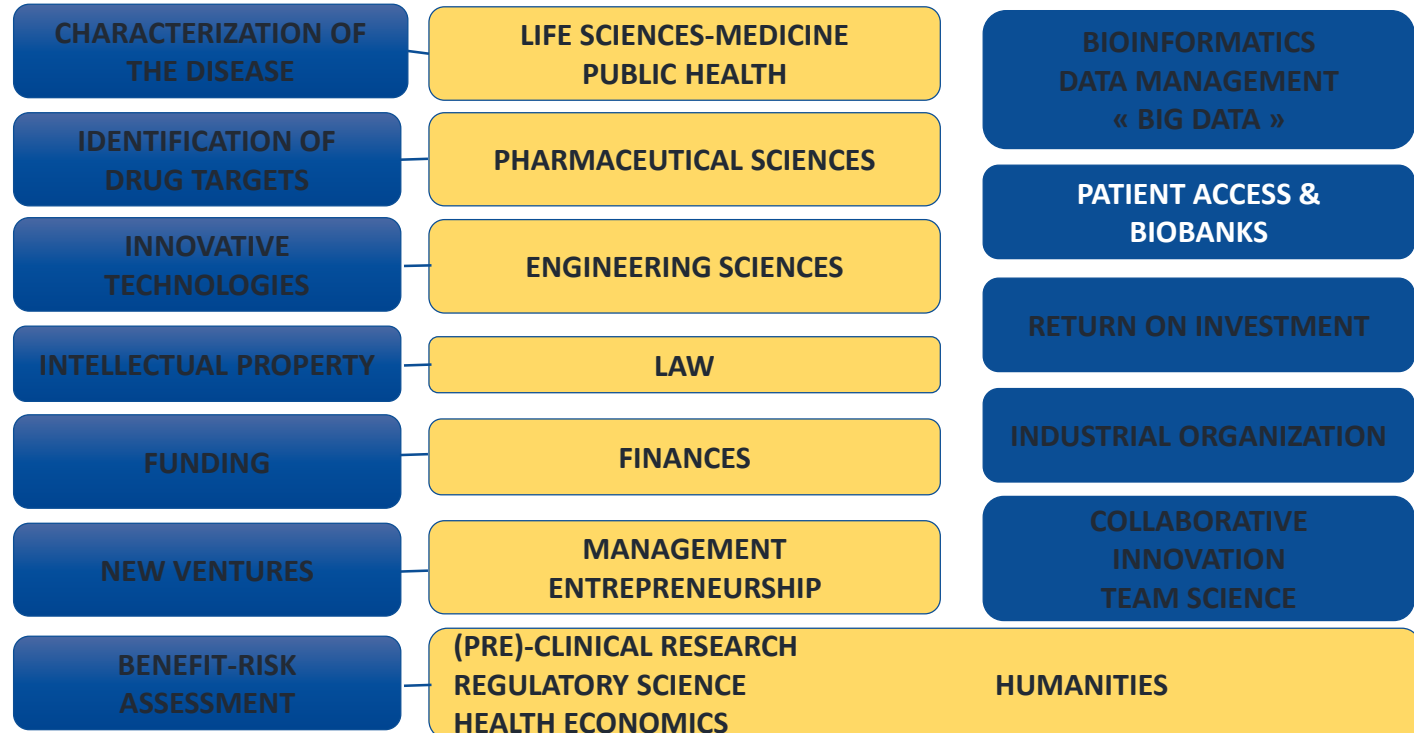 CHARACTERIZATION OF
THE DISEASE
LIFE SCIENCES-MEDICINE
PUBLIC HEALTH
IDENTIFICATION OF
DRUG TARGETS
PHARMACEUTICAL SCIENCES
INNOVATIVE
TECHNOLOGIES
ENGINEERING SCIENCES
INTELLECTUAL PROPERTY
LAW
FUNDING
FINANCES
NEW VENTURES
MANAGEMENT
ENTREPRENEURSHIP
BENEFIT-RISK
ASSESSMENT
(PRE)-CLINICAL RESEARCH
REGULATORY SCIENCE
HEALTH ECONOMICS
HUMANITIES
BIOINFORMATICS
DATA MANAGEMENT
« BIG DATA »
PATIENT ACCESS &
BIOBANKS
RETURN ON INVESTMENT
INDUSTRIAL ORGANIZATION
COLLABORATIVE
INNOVATION
TEAM SCIENCE